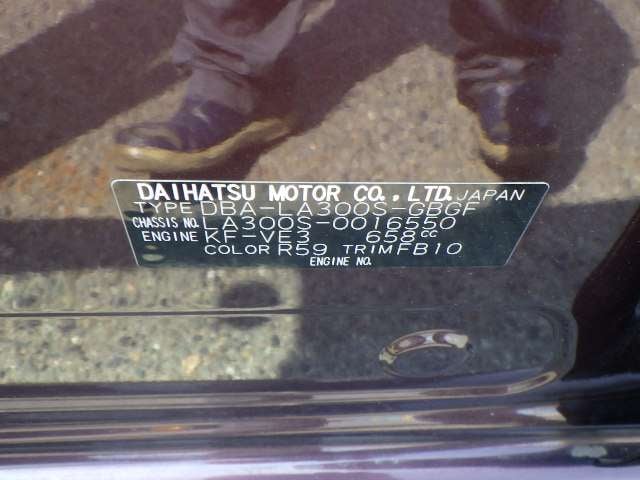 DAIHATSU MOTOR CO., LTD. JAPAN
TYPE DBA-LA300S-GBGF
CHASSIS NO. LA300S-0016550
ENGINE KF-VE3 658cc
COLOR R59 TRIM FB10
ENGINE NO.